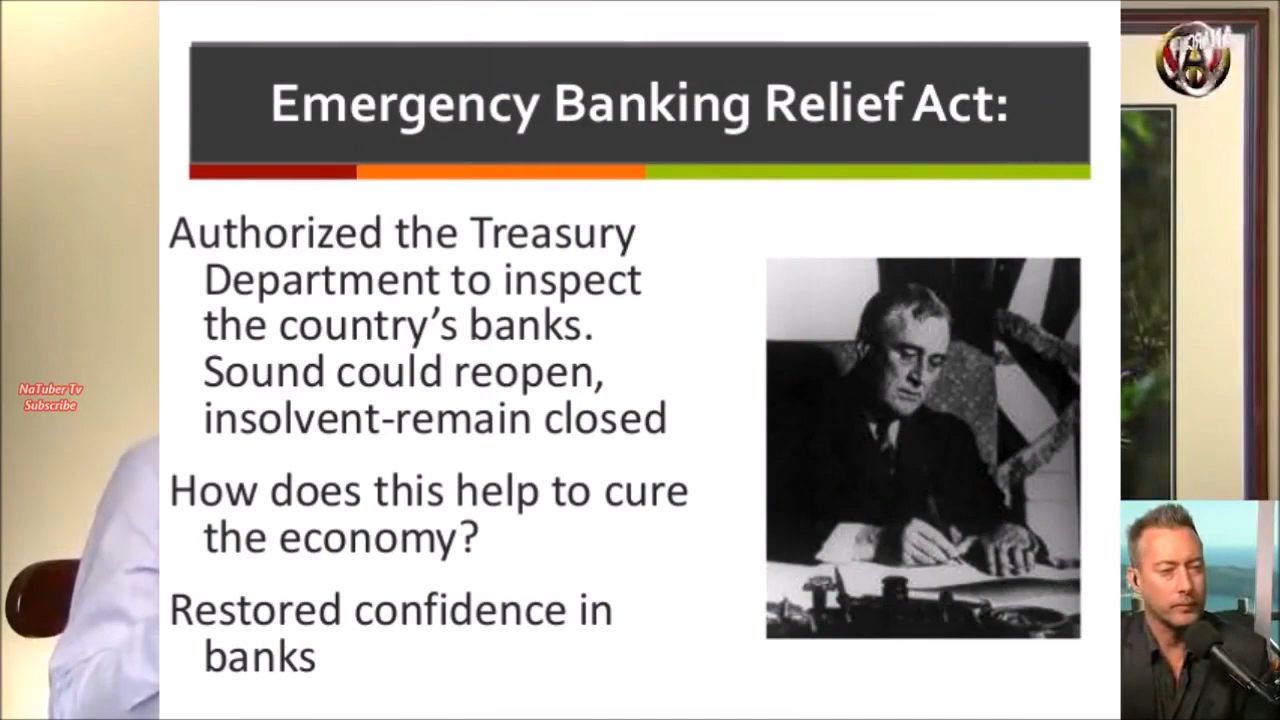 Emergency Banking Relief Act:
Authorized the Treasury
Department to inspect
the country's banks.
Sound could reopen,
insolvent-remain closed
How does this help to cure
the economy?
Restored confidence in
banks
NaTuber Tv
Subscribe